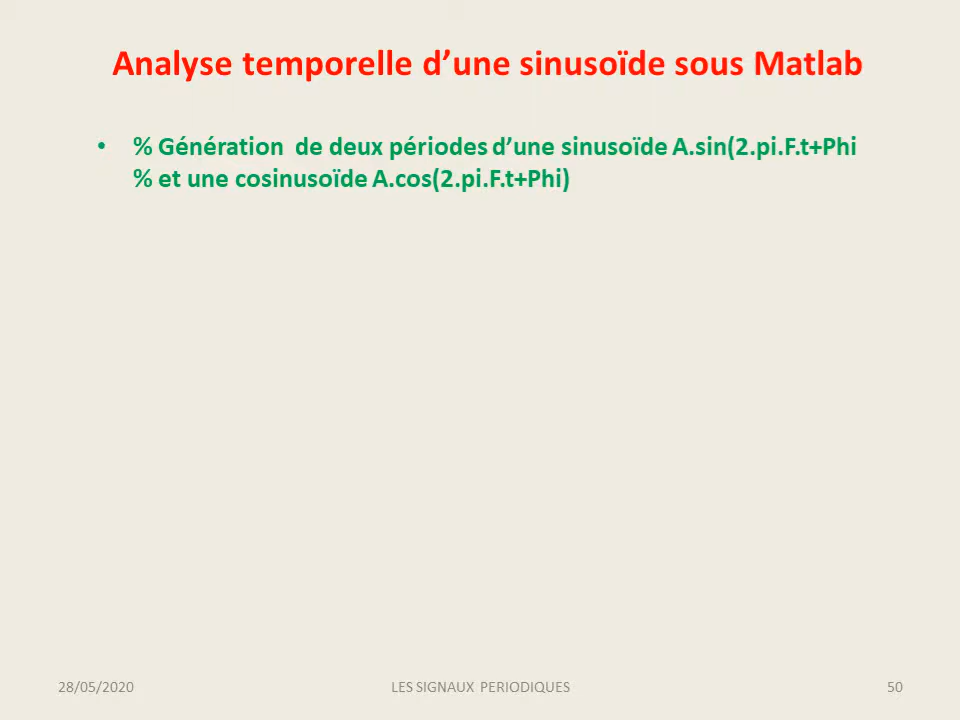 Analyse temporelle d’une sinusoïde sous Matlab
• % Génération de deux périodes d’une sinusoïde A.sin(2.pi.F.t+Phi
% et une cosinusoïde A.cos(2.pi.F.t+Phi)
28/05/2020 LES SIGNAUX PERIODIQUES 50